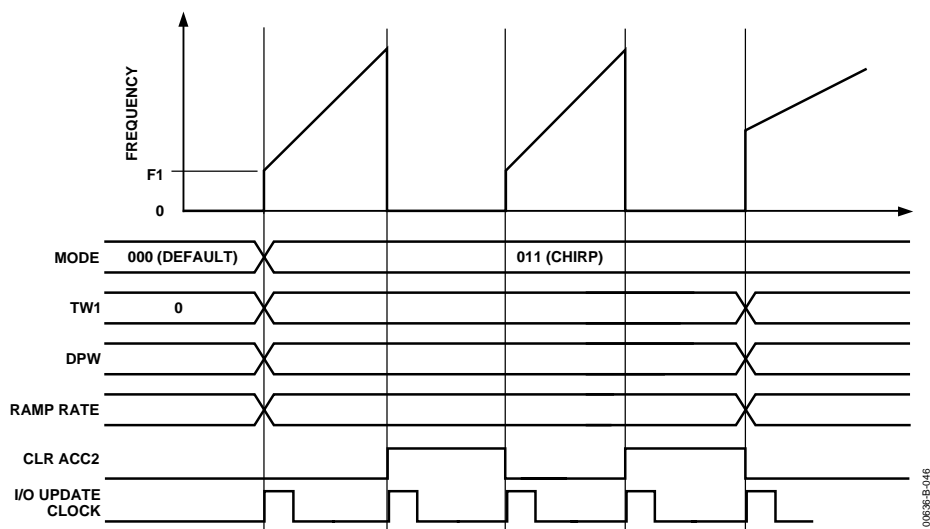 FREQUENCY
F1
0
MODE
000 (DEFAULT)
011 (CHIRP)
TW1
0
DPW
RAMP RATE
CLR ACC2
I/O UPDATE
CLOCK
00636-B-046